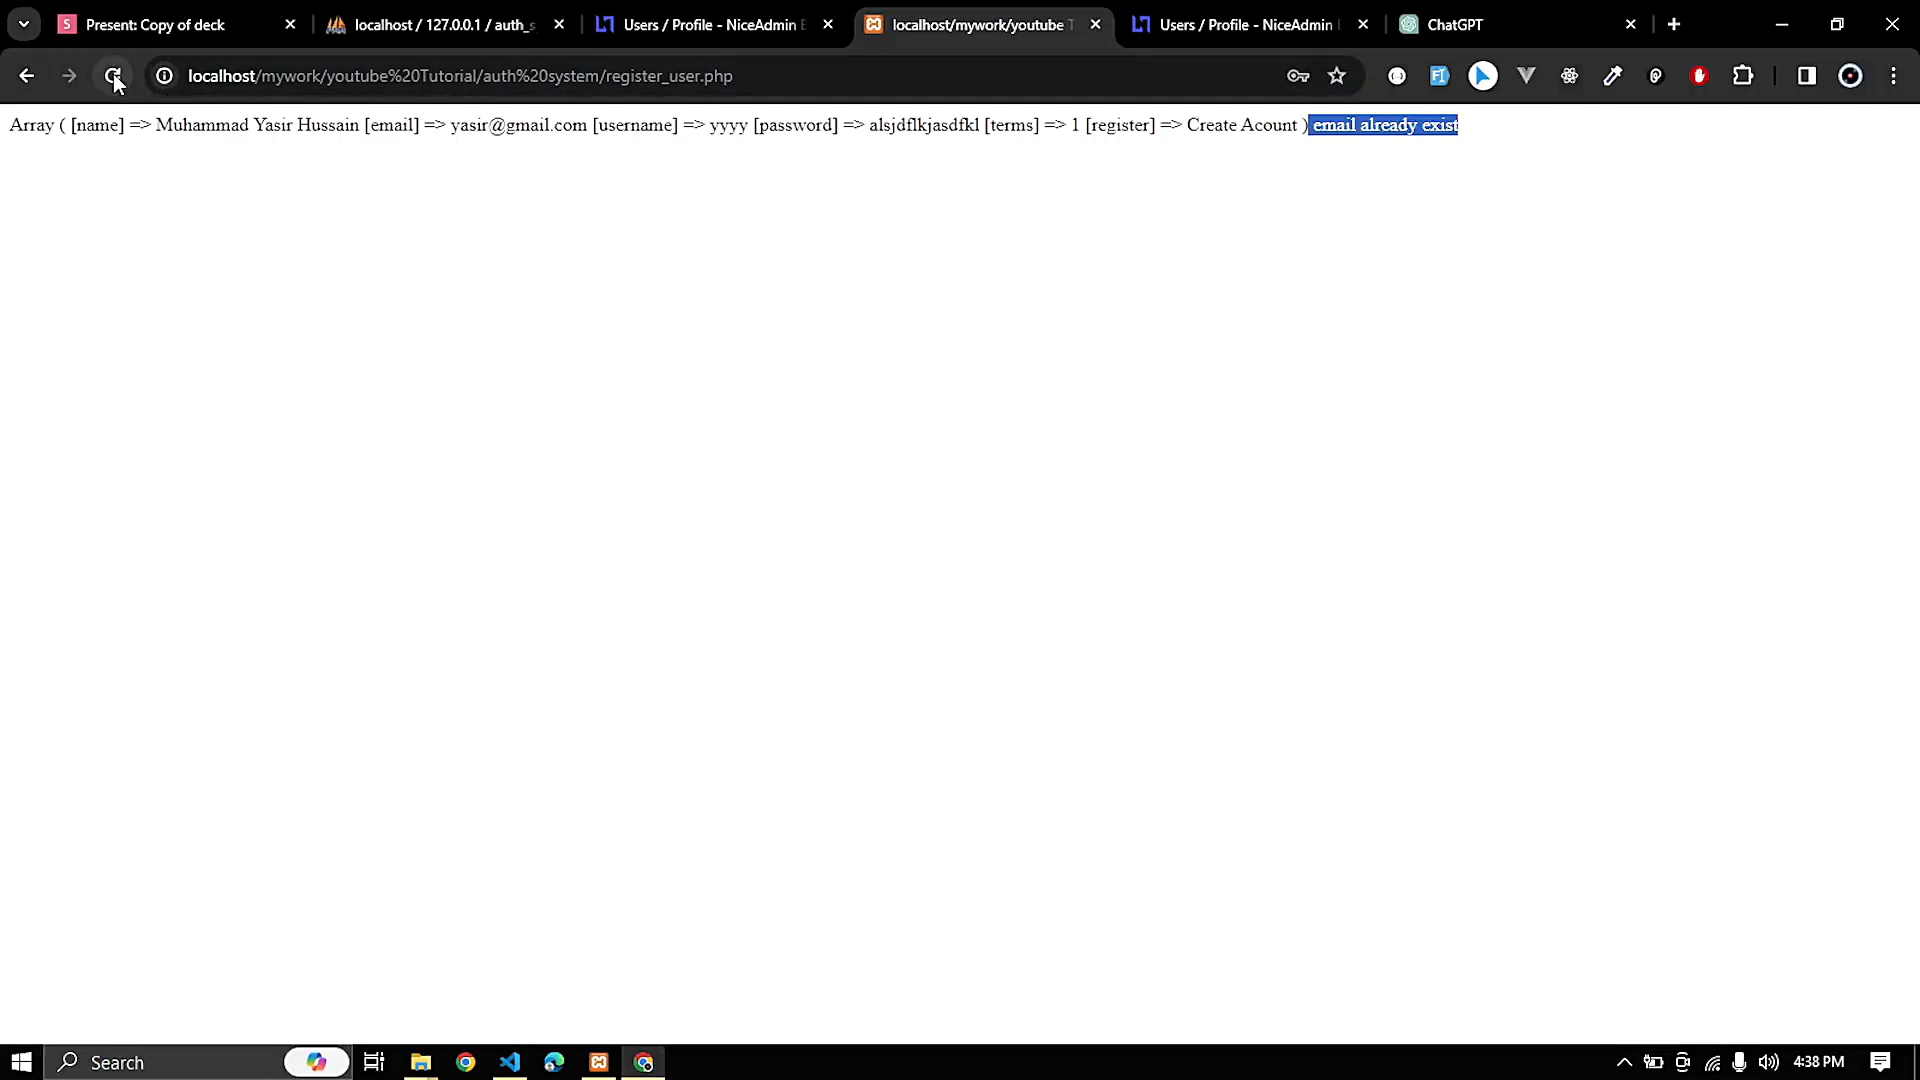 Present: Copy of deck
localhost / 127.0.0.1 / auth_s
Users / Profile - NiceAdmin B
localhost/mywork/youtube T
Users / Profile - NiceAdmin
ChatGPT
localhost/mywork/youtube%20Tutorial/auth%20system/register_user.php
Array ( [name] => Muhammad Yasir Hussain [email] => yasir@gmail.com [username] => yyyy [password] => alsjdflkjasdfkl [terms] => 1 [register] => Create Acount ) email already exist
Search
4:38 PM